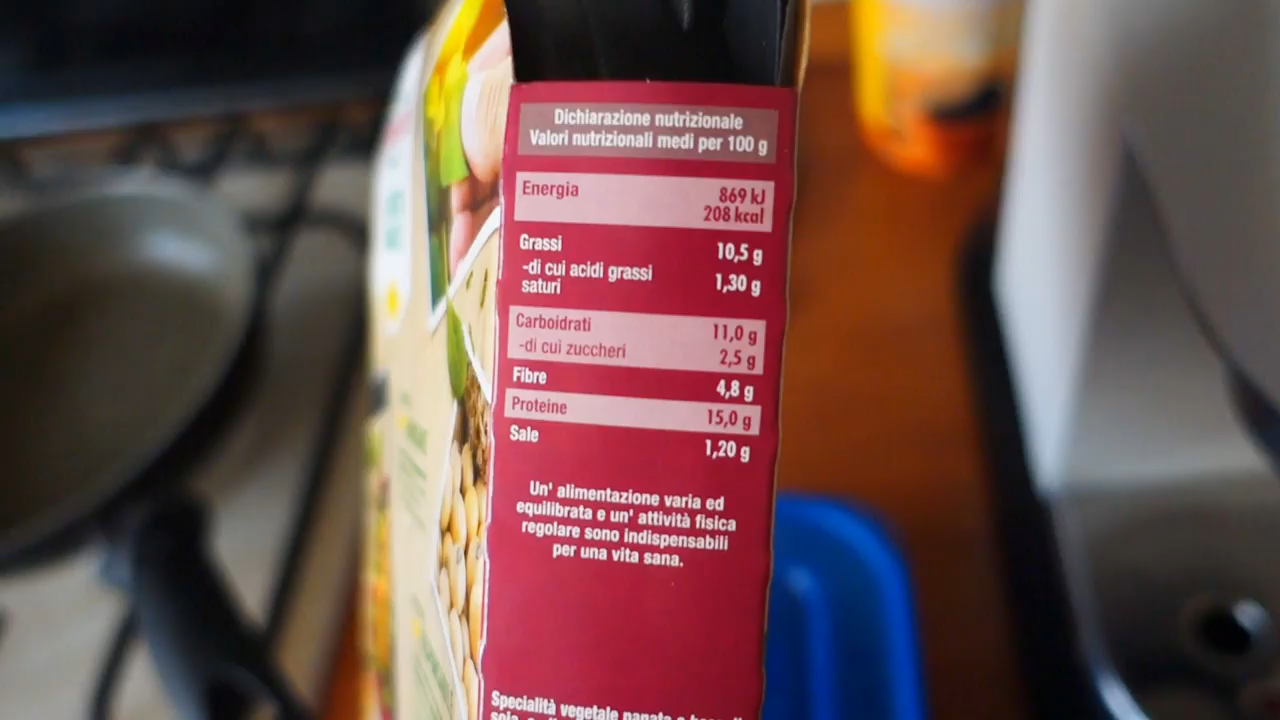 Dichiarazione nutrizionale
Valori nutrizionali medi per 100 g
Energia 869 kJ
208 kcal
Grassi 10,5 g
-di cui acidi grassi saturi 1,30 g
Carboidrati 11,0 g
-di cui zuccheri 2,5 g
Fibre 4,8 g
Proteine 15,0 g
Sale 1,20 g
Un' alimentazione varia ed
equilibrata e un' attività fisica
regolare sono indispensabili
per una vita sana.
Specialità vegetale panata a
soia